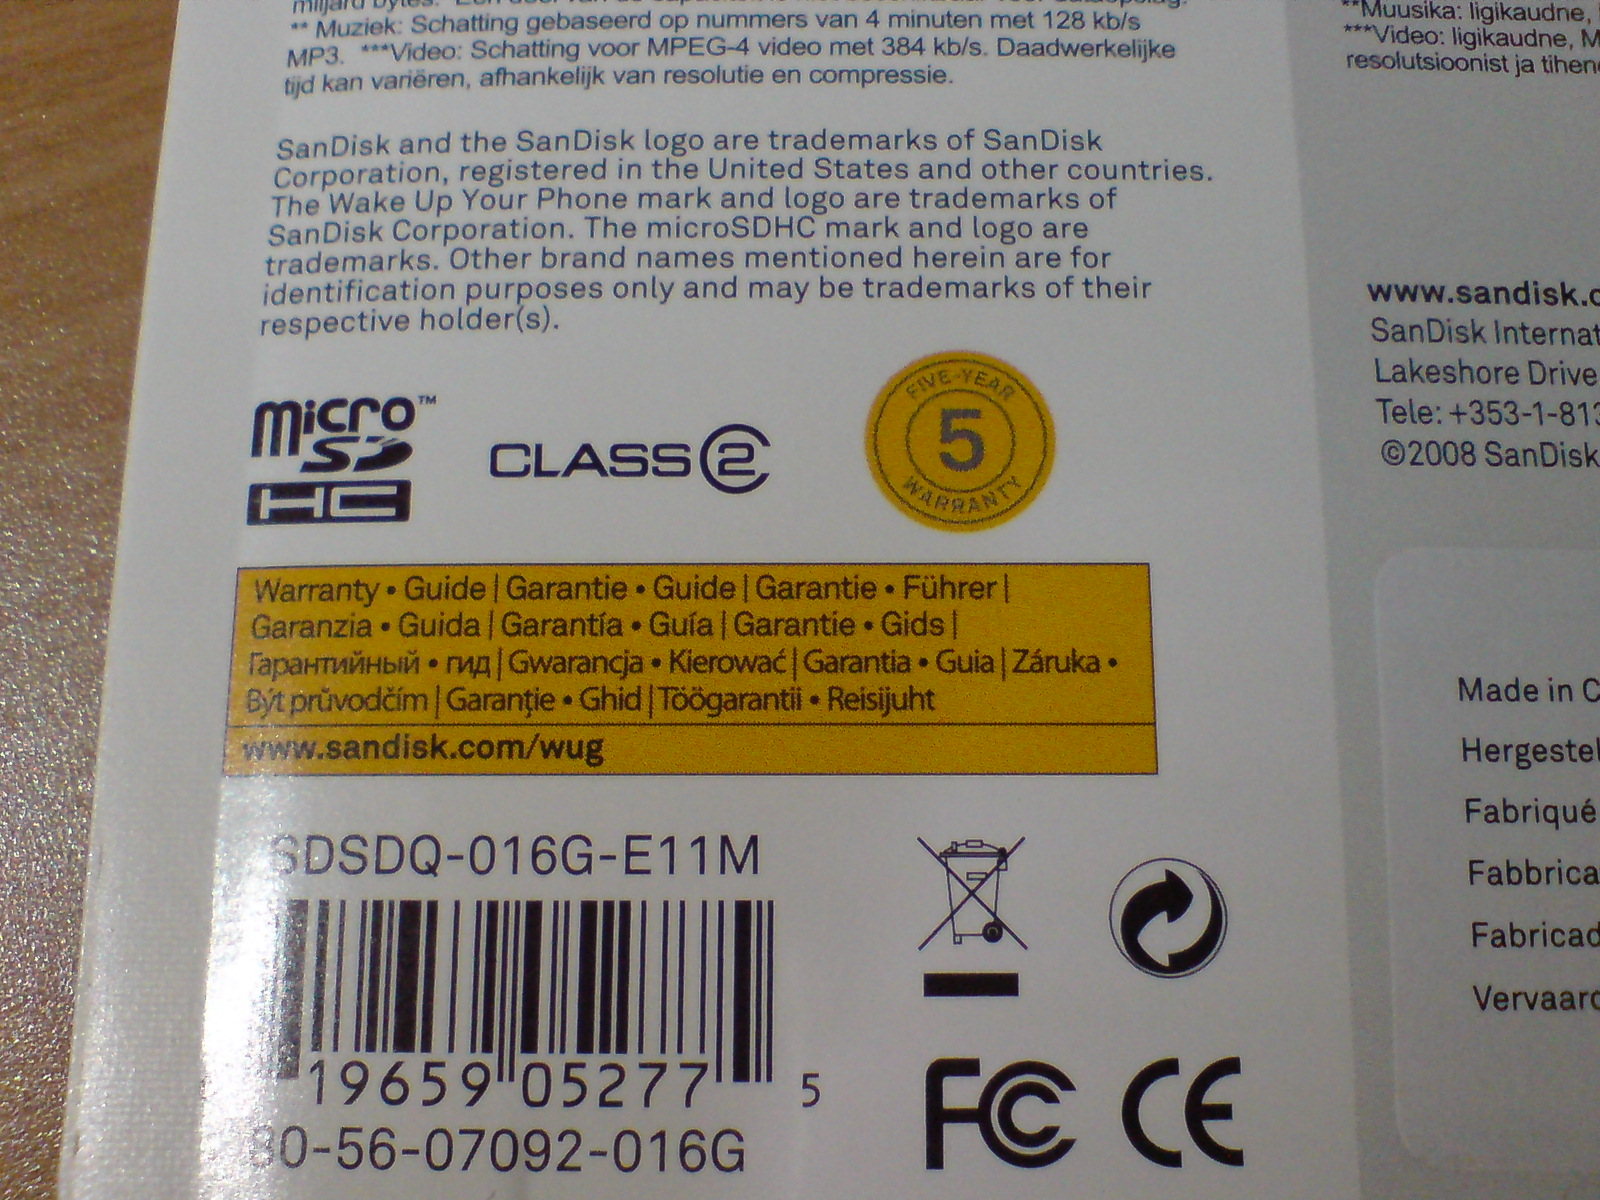 ** Muziek: Schatting gebaseerd op nummers van 4 minuten met 128 kb/s
MP3. ***Video: Schatting voor MPEG-4 video met 384 kb/s. Daadwerkelijke
tijd kan variëren, afhankelijk van resolutie en compressie.
SanDisk and the SanDisk logo are trademarks of SanDisk
Corporation, registered in the United States and other countries.
The Wake Up Your Phone mark and logo are trademarks of
SanDisk Corporation. The microSDHC mark and logo are
trademarks. Other brand names mentioned herein are for
identification purposes only and may be trademarks of their
respective holder(s).
micro™
SD
HC
CLASS 2
FIVE-YEAR
5
WARRANTY
Warranty • Guide | Garantie • Guide | Garantie • Führer |
Garanzia • Guida | Garantía • Guía | Garantie • Gids |
Гарантийный • гид | Gwarancja • Kierować | Garantia • Guia | Záruka •
Být průvodčím | Garanţie • Ghid | Töögarantii • Reisijuht
www.sandisk.com/wug
SDSDQ-016G-E11M
19659 05277 5
80-56-07092-016G
FC CE
**Muusika: ligikaudne,
***Video: ligikaudne, M
resolutsioonist ja tihen
www.sandisk.c
SanDisk Internat
Lakeshore Drive
Tele: +353-1-813
©2008 SanDisk
Made in C
Hergestel
Fabriqué
Fabbrica
Fabricad
Vervaard